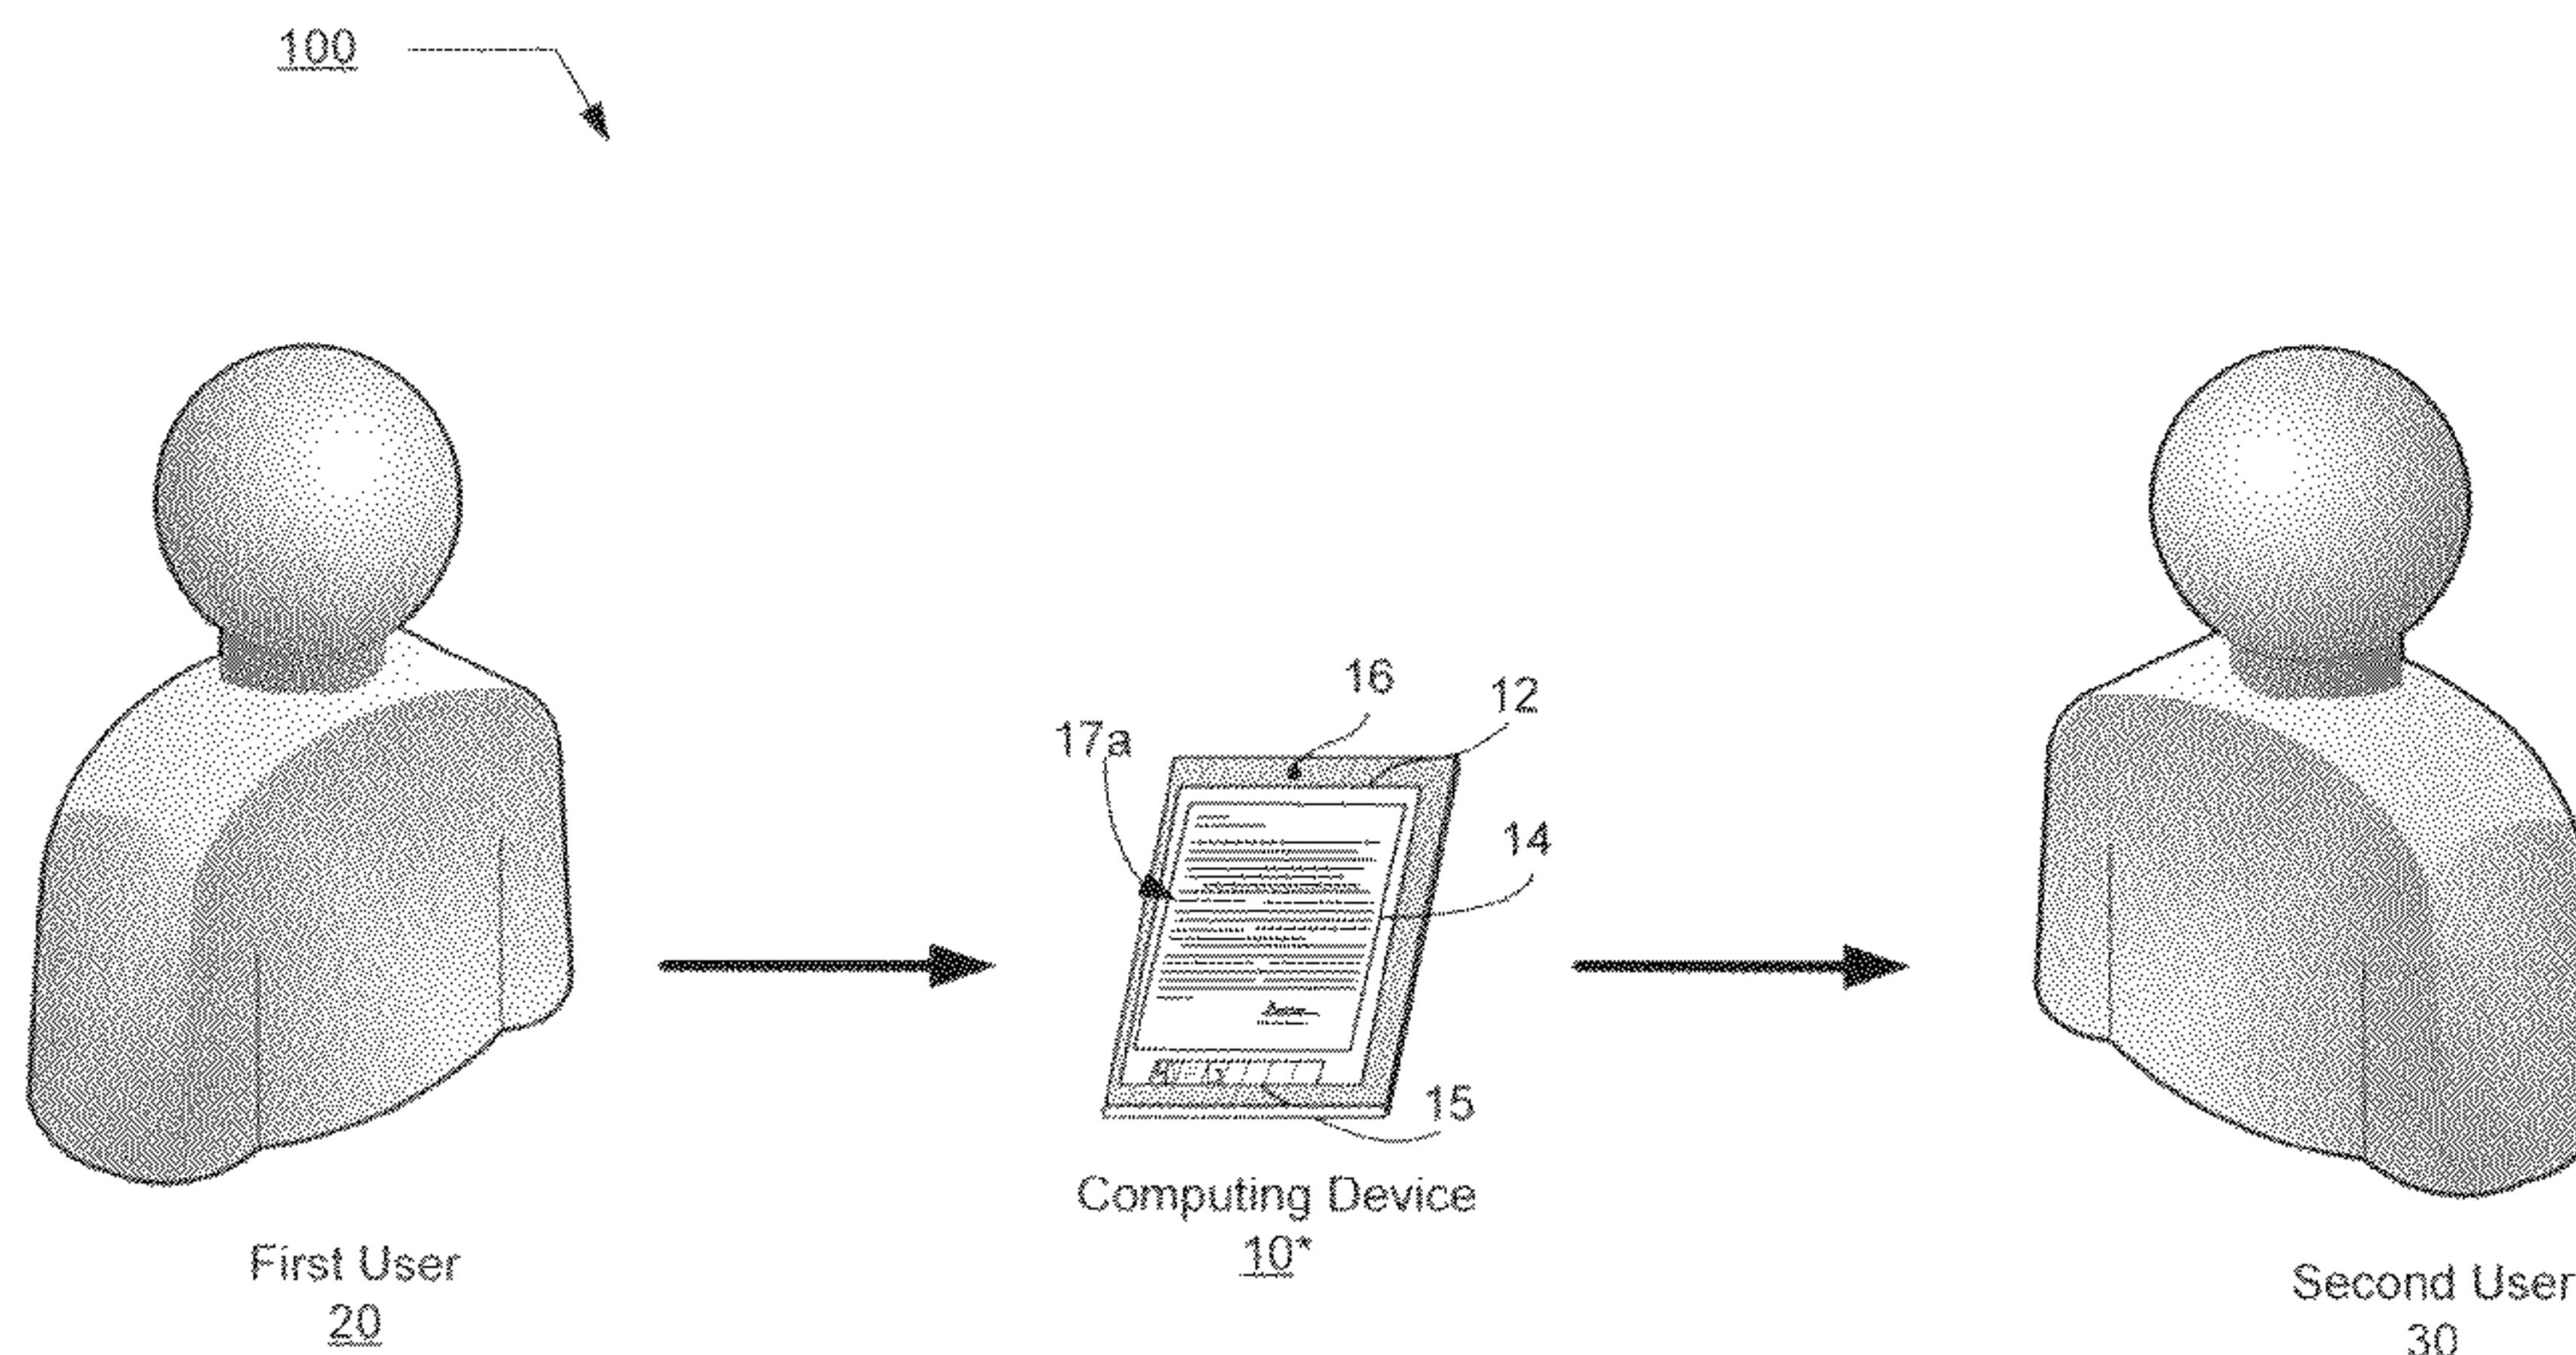 100
16
12
17a
14
15
Computing Device
10*
First User
20
Second User
30